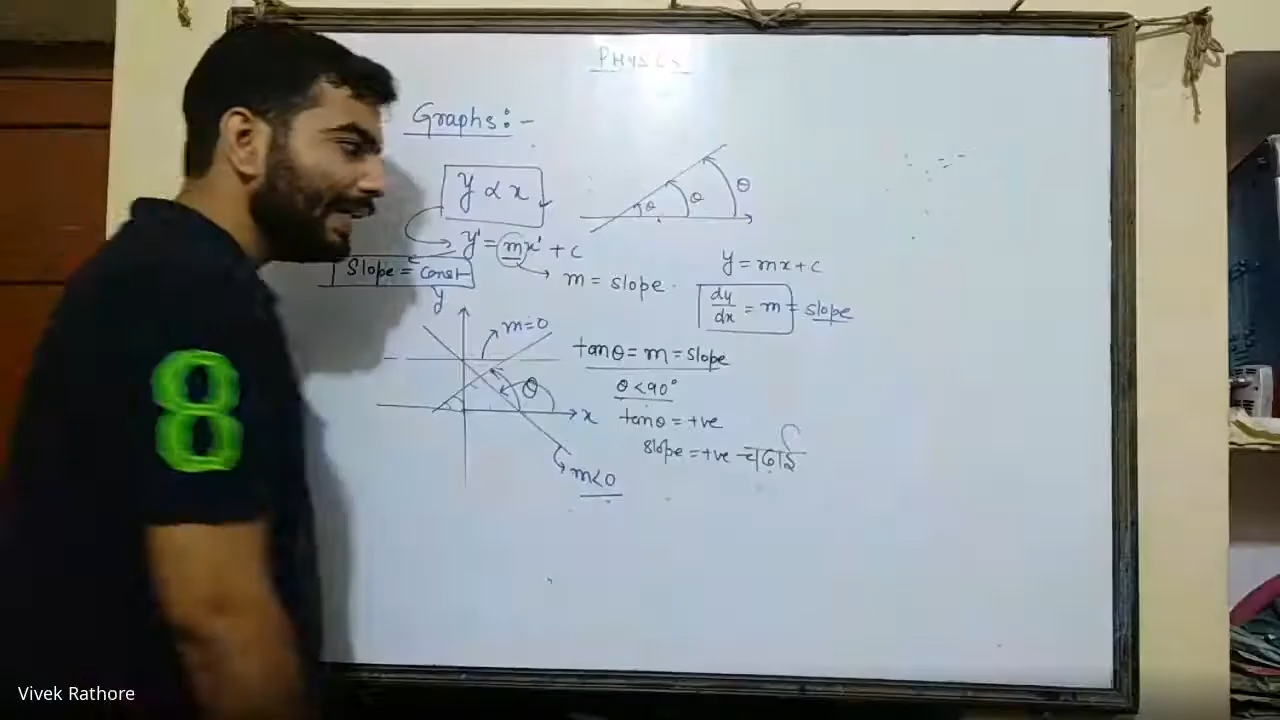 PHYSICS
Graphs:-
y ∝ x
y' = mx' + c
Slope = Const
m = slope
θ θ θ
y = mx + c
dy/dx = m = slope
y
m=0
θ
x
m<0
tanθ = m = slope
θ < 90°
tanθ = +ve
slope = +ve चढ़ाई
8
Vivek Rathore